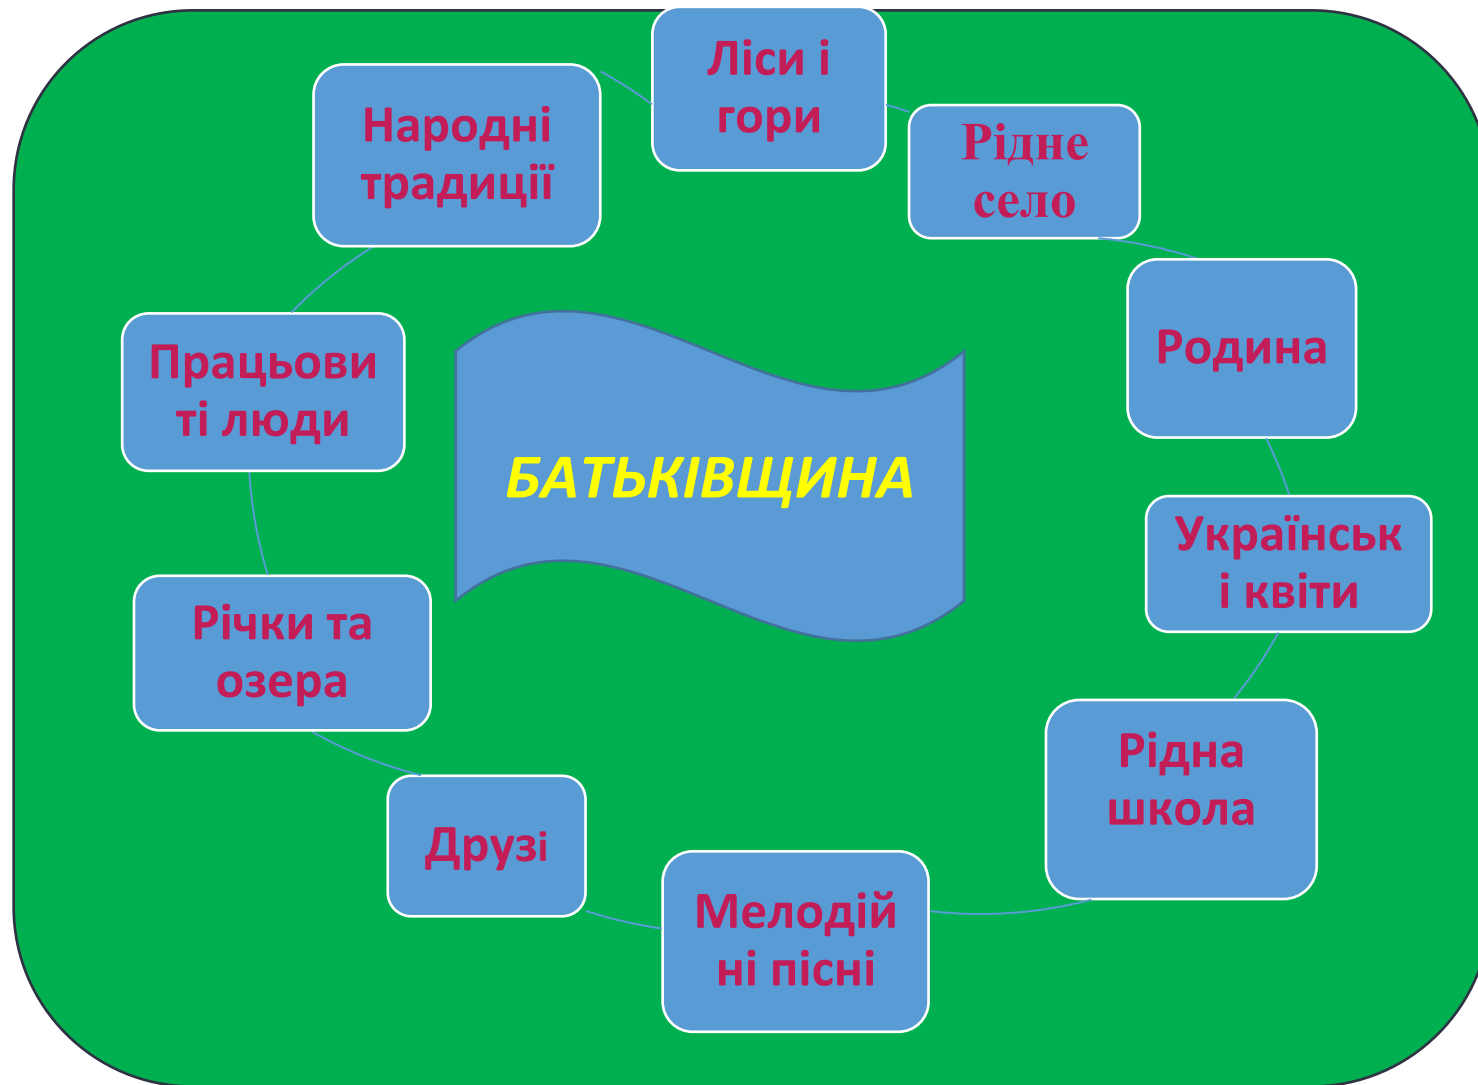 Ліси і
гори
Рідне
село
Родина
Українськ
і квіти
Рідна
школа
Мелодій
ні пісні
Друзі
Річки та
озера
Працьови
ті люди
Народні
традиції
БАТЬКІВЩИНА